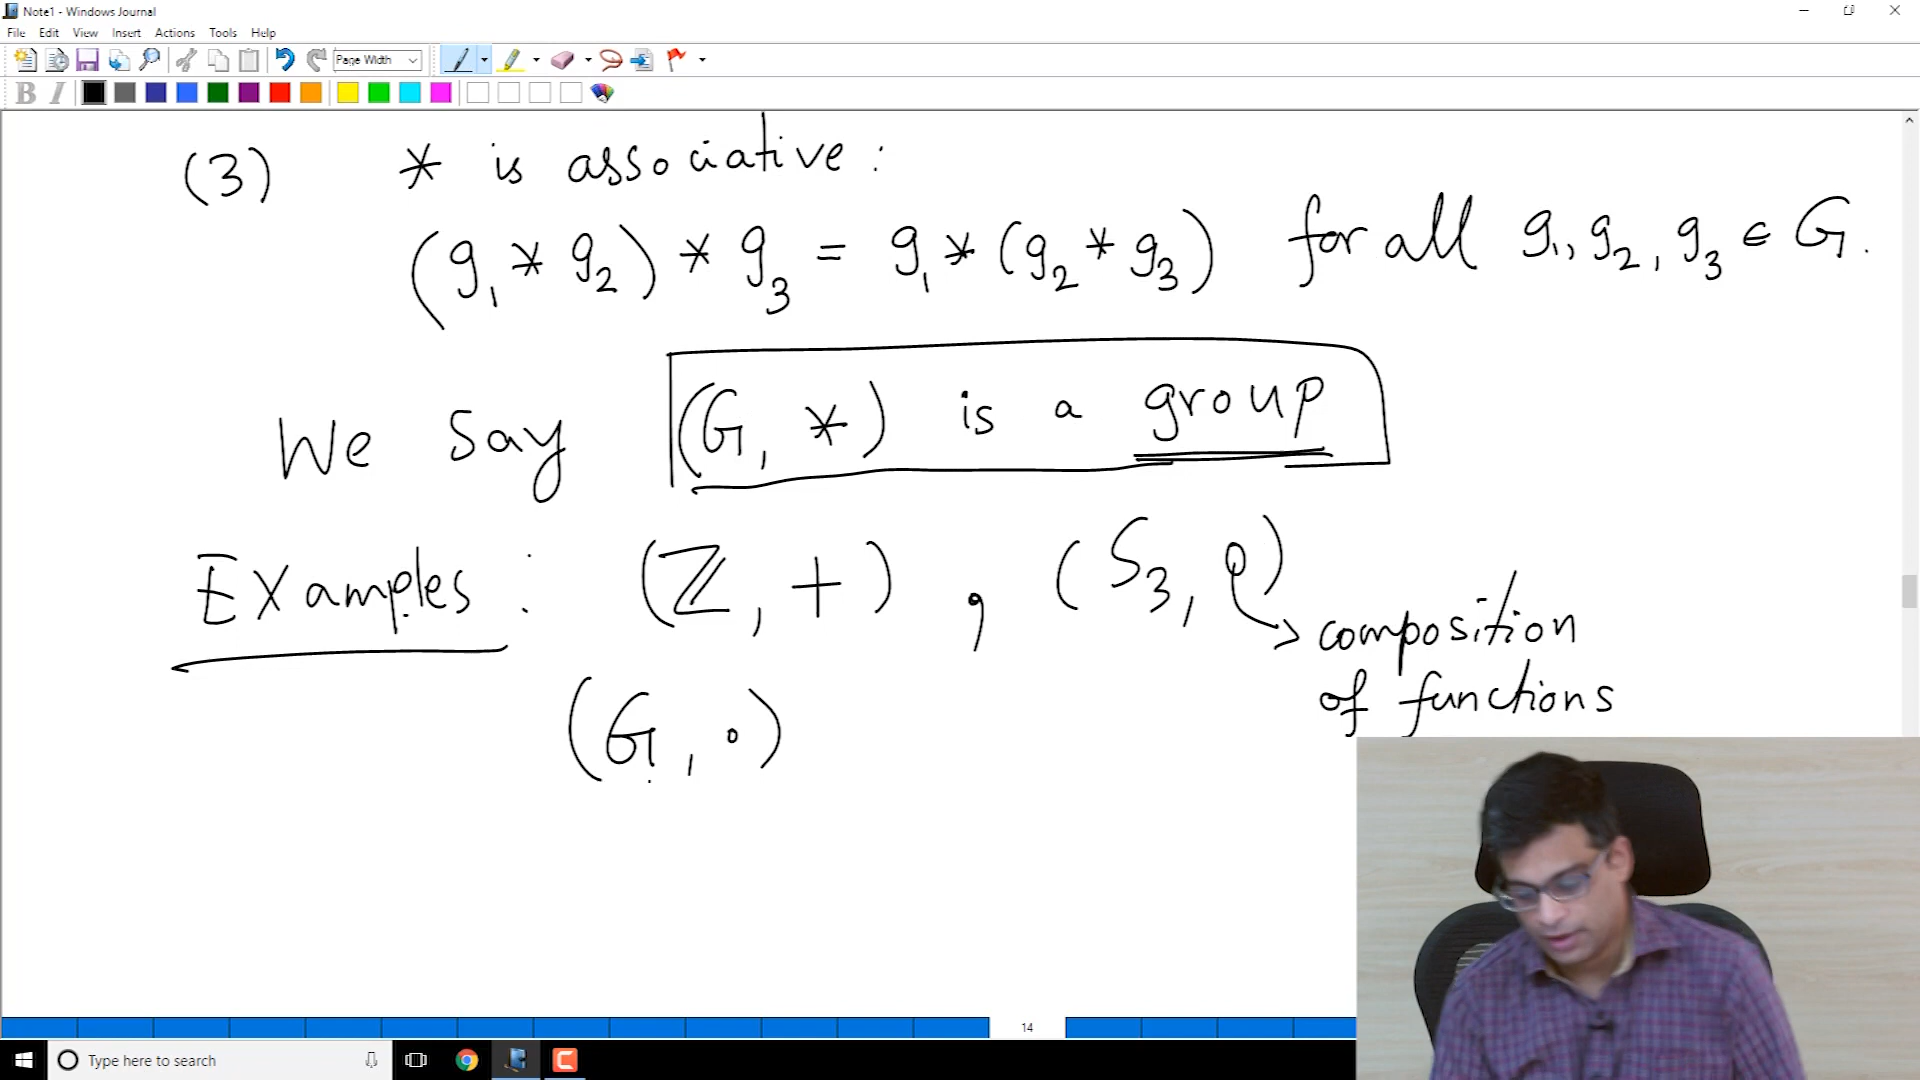 Note1 - Windows Journal
File Edit View Insert Actions Tools Help
Page Width
B I
(3) * is associative:
(g₁ * g₂) * g₃ = g₁ * (g₂ * g₃) for all g₁, g₂, g₃ ∈ G.
We say (G, *) is a group
Examples: (ℤ, +), (S₃, ∘)
composition
of functions
(G, ∘)
14
Type here to search